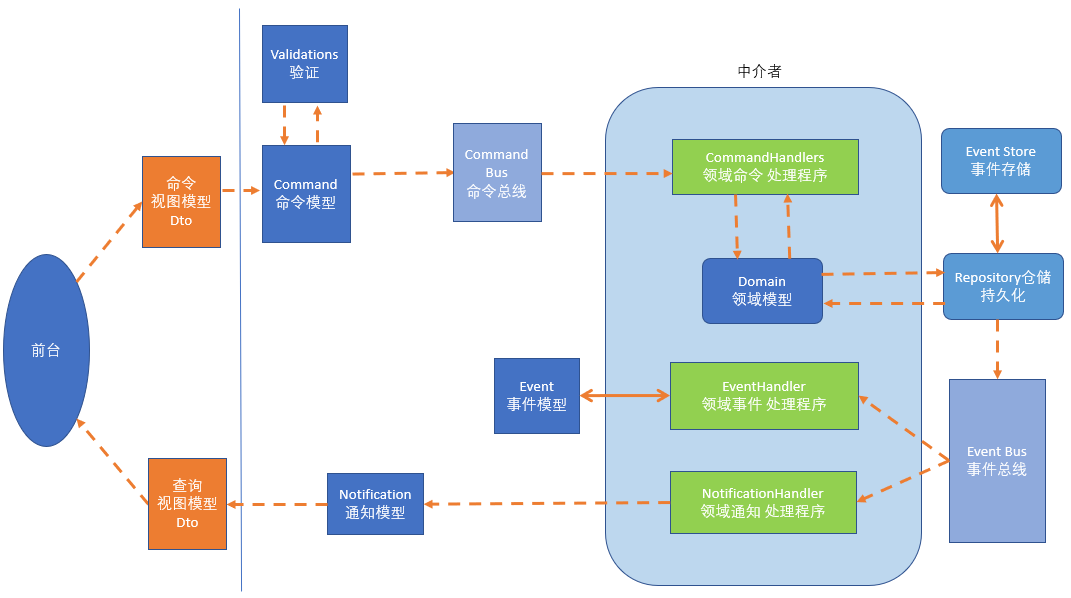 中介者
Validations
验证
命令
视图模型
Dto
Command
命令模型
Command
Bus
命令总线
CommandHandlers
领域命令 处理程序
Event Store
事件存储
Domain
领域模型
Repository仓储
持久化
前台
Event
事件模型
EventHandler
领域事件 处理程序
Event Bus
事件总线
查询
视图模型
Dto
Notification
通知模型
NotificationHandler
领域通知 处理程序